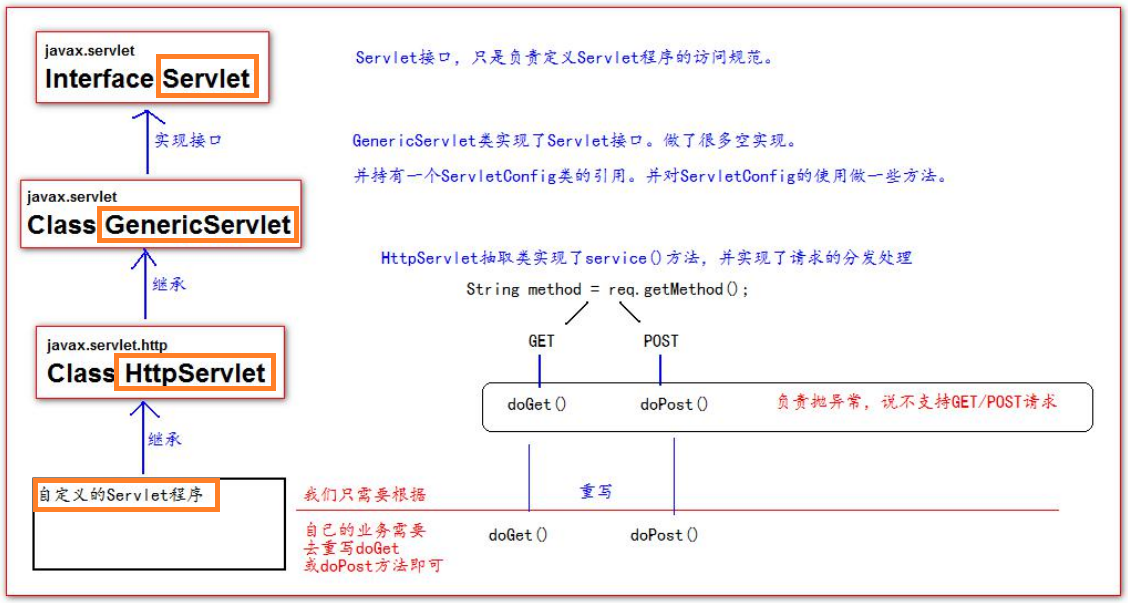 javax.servlet
Interface Servlet
Servlet接口，只是负责定义Servlet程序的访问规范。
实现接口
GenericServlet类实现了Servlet接口。做了很多空实现。
并持有一个ServletConfig类的引用。并对ServletConfig的使用做一些方法。
javax.servlet
Class GenericServlet
继承
HttpServlet抽取类实现了service()方法，并实现了请求的分发处理
String method = req.getMethod();
GET
POST
javax.servlet.http
Class HttpServlet
doGet()
doPost()
负责抛异常，说不支持GET/POST请求
继承
自定义的Servlet程序
我们只需要根据
重写
自己的业务需要
去重写doGet
或doPost方法即可
doGet()
doPost()